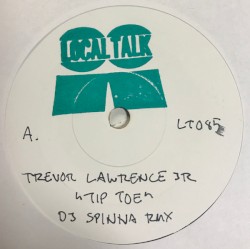 LOCAL TALK
A.
LT085
TREVOR LAWRENCE JR
"TIP TOE"
DJ SPINNA RMX